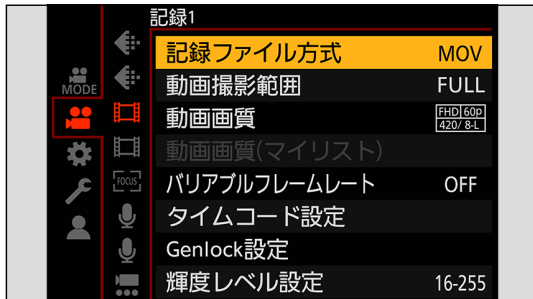 記録1
MODE
FOCUS
記録ファイル方式 MOV
動画撮影範囲 FULL
動画画質 FHD 60p
420/ 8-L
動画画質(マイリスト)
バリアブルフレームレート OFF
タイムコード設定
Genlock設定
輝度レベル設定 16-255